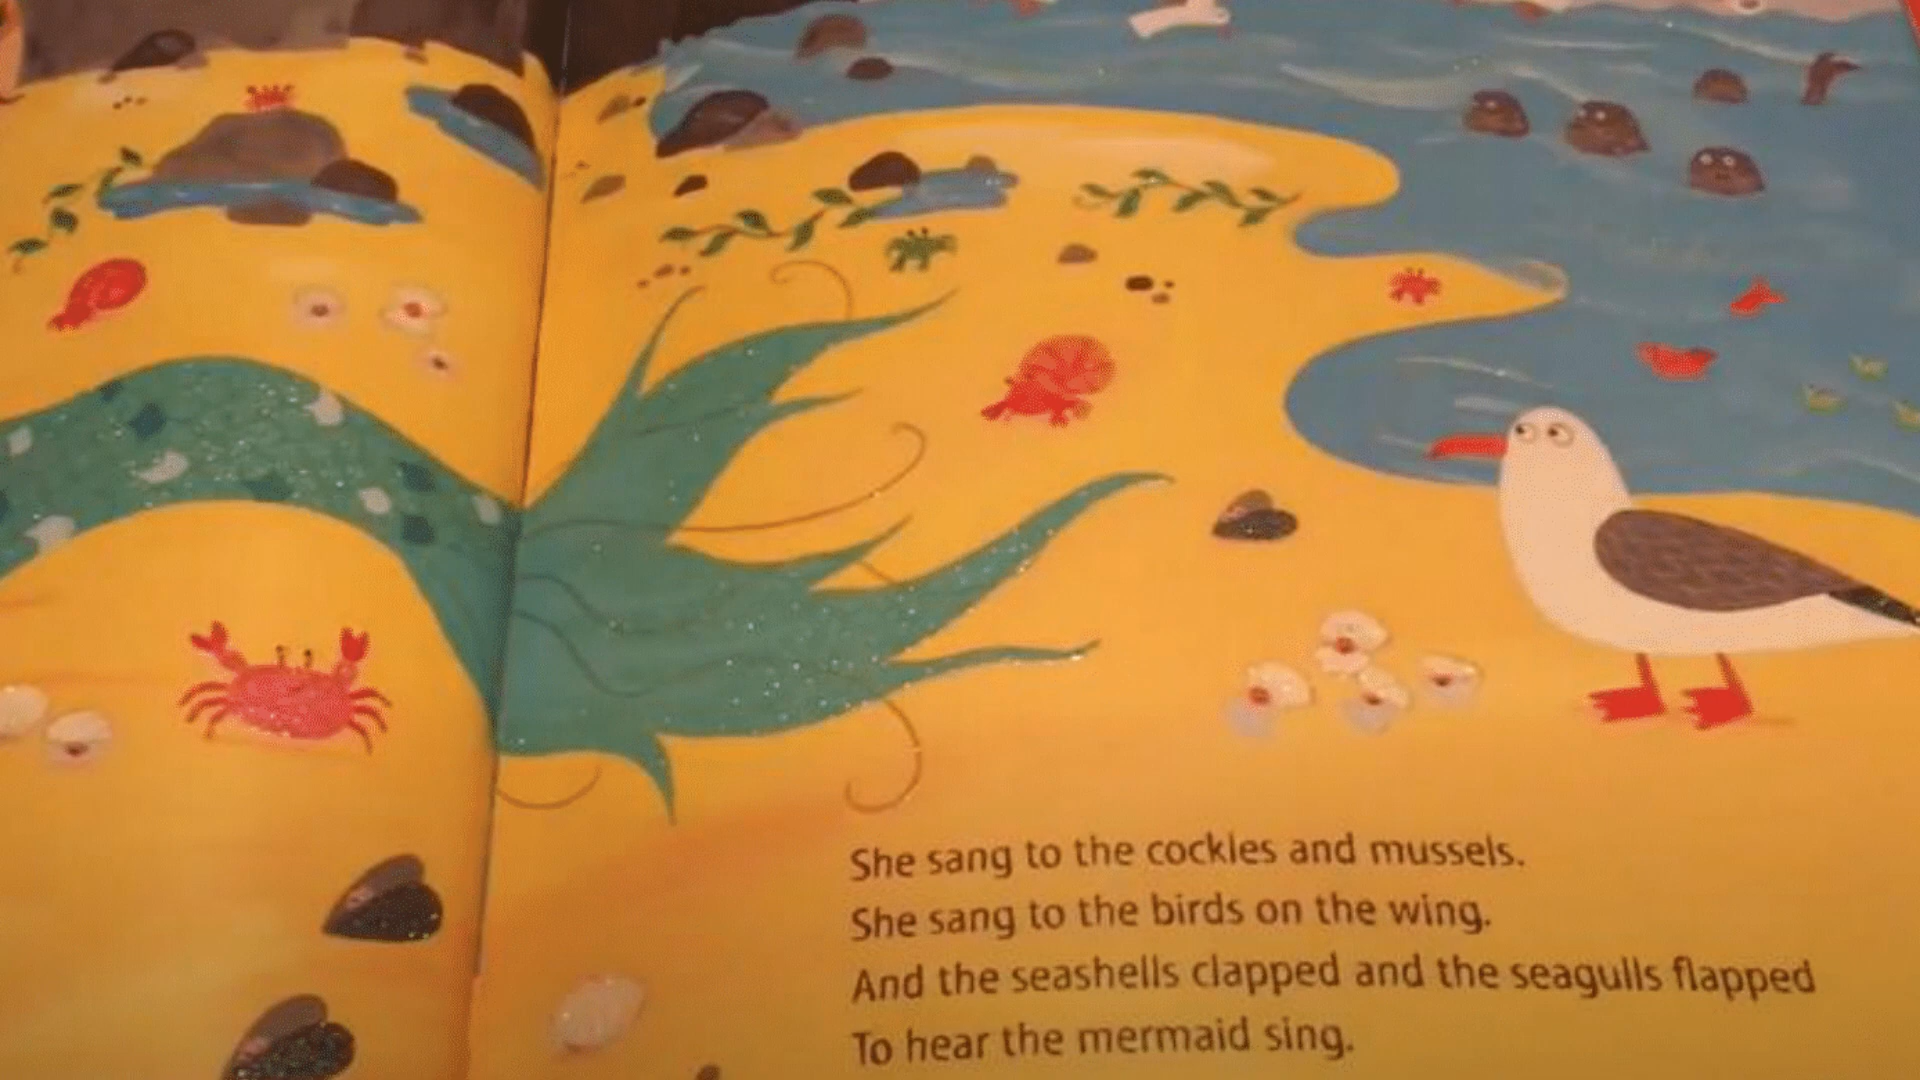 She sang to the cockles and mussels.
She sang to the birds on the wing.
And the seashells clapped and the seagulls flapped
To hear the mermaid sing.